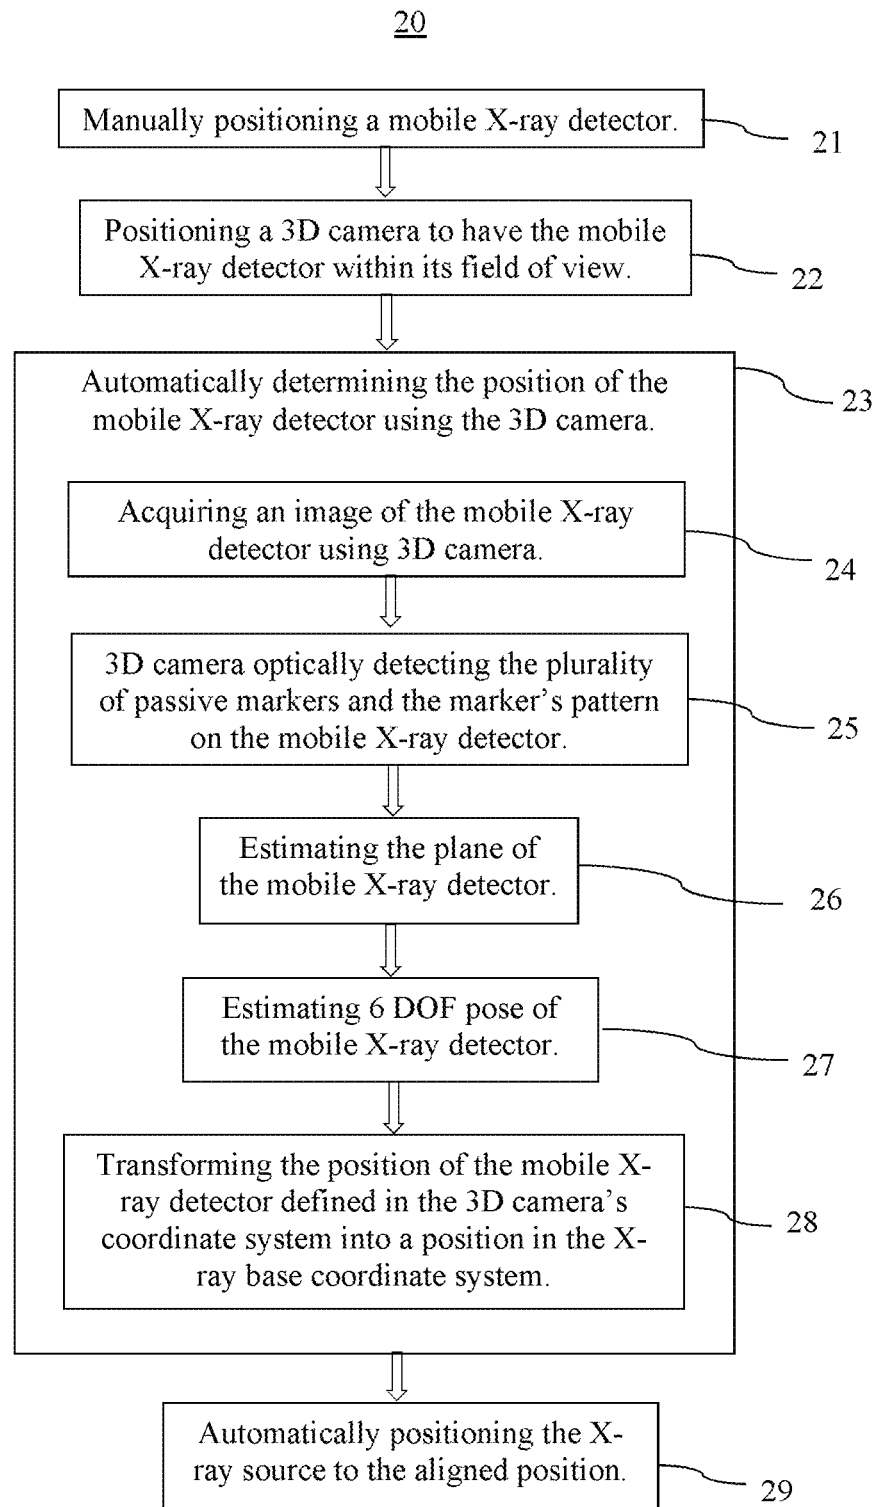 20
Manually positioning a mobile X-ray detector.
21
Positioning a 3D camera to have the mobile
X-ray detector within its field of view.
22
Automatically determining the position of the
mobile X-ray detector using the 3D camera.
23
Acquiring an image of the mobile X-ray
detector using 3D camera.
24
3D camera optically detecting the plurality
of passive markers and the marker's pattern
on the mobile X-ray detector.
25
Estimating the plane of
the mobile X-ray detector.
26
Estimating 6 DOF pose of
the mobile X-ray detector.
27
Transforming the position of the mobile X-
ray detector defined in the 3D camera's
coordinate system into a position in the X-
ray base coordinate system.
28
Automatically positioning the X-
ray source to the aligned position.
29